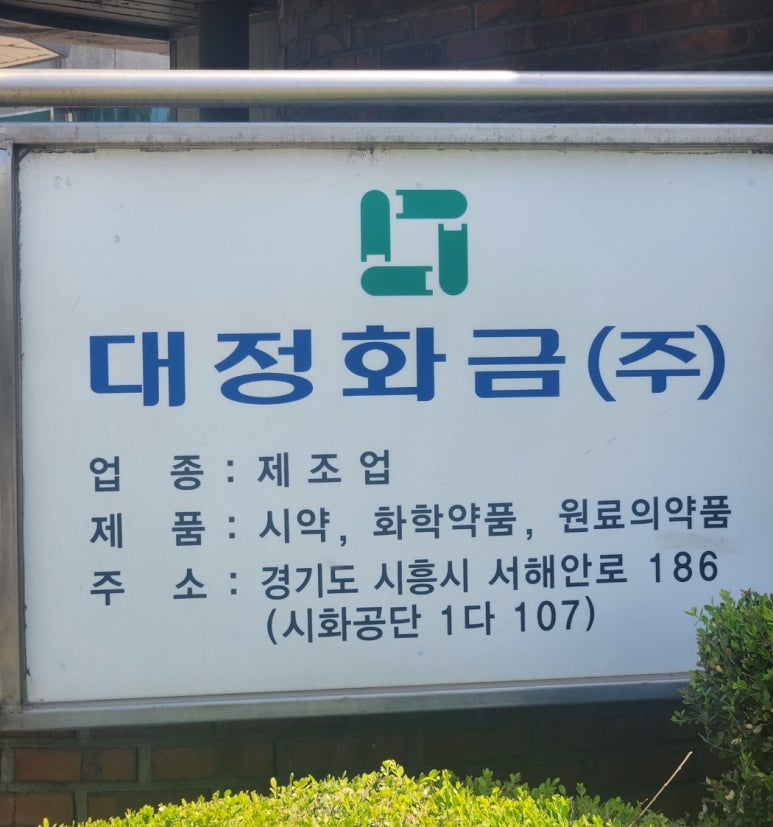 대정화금(주)
업 종 : 제조업
제 품 : 시약, 화학약품, 원료의약품
주 소 : 경기도 시흥시 서해안로 186
(시화공단 1다 107)